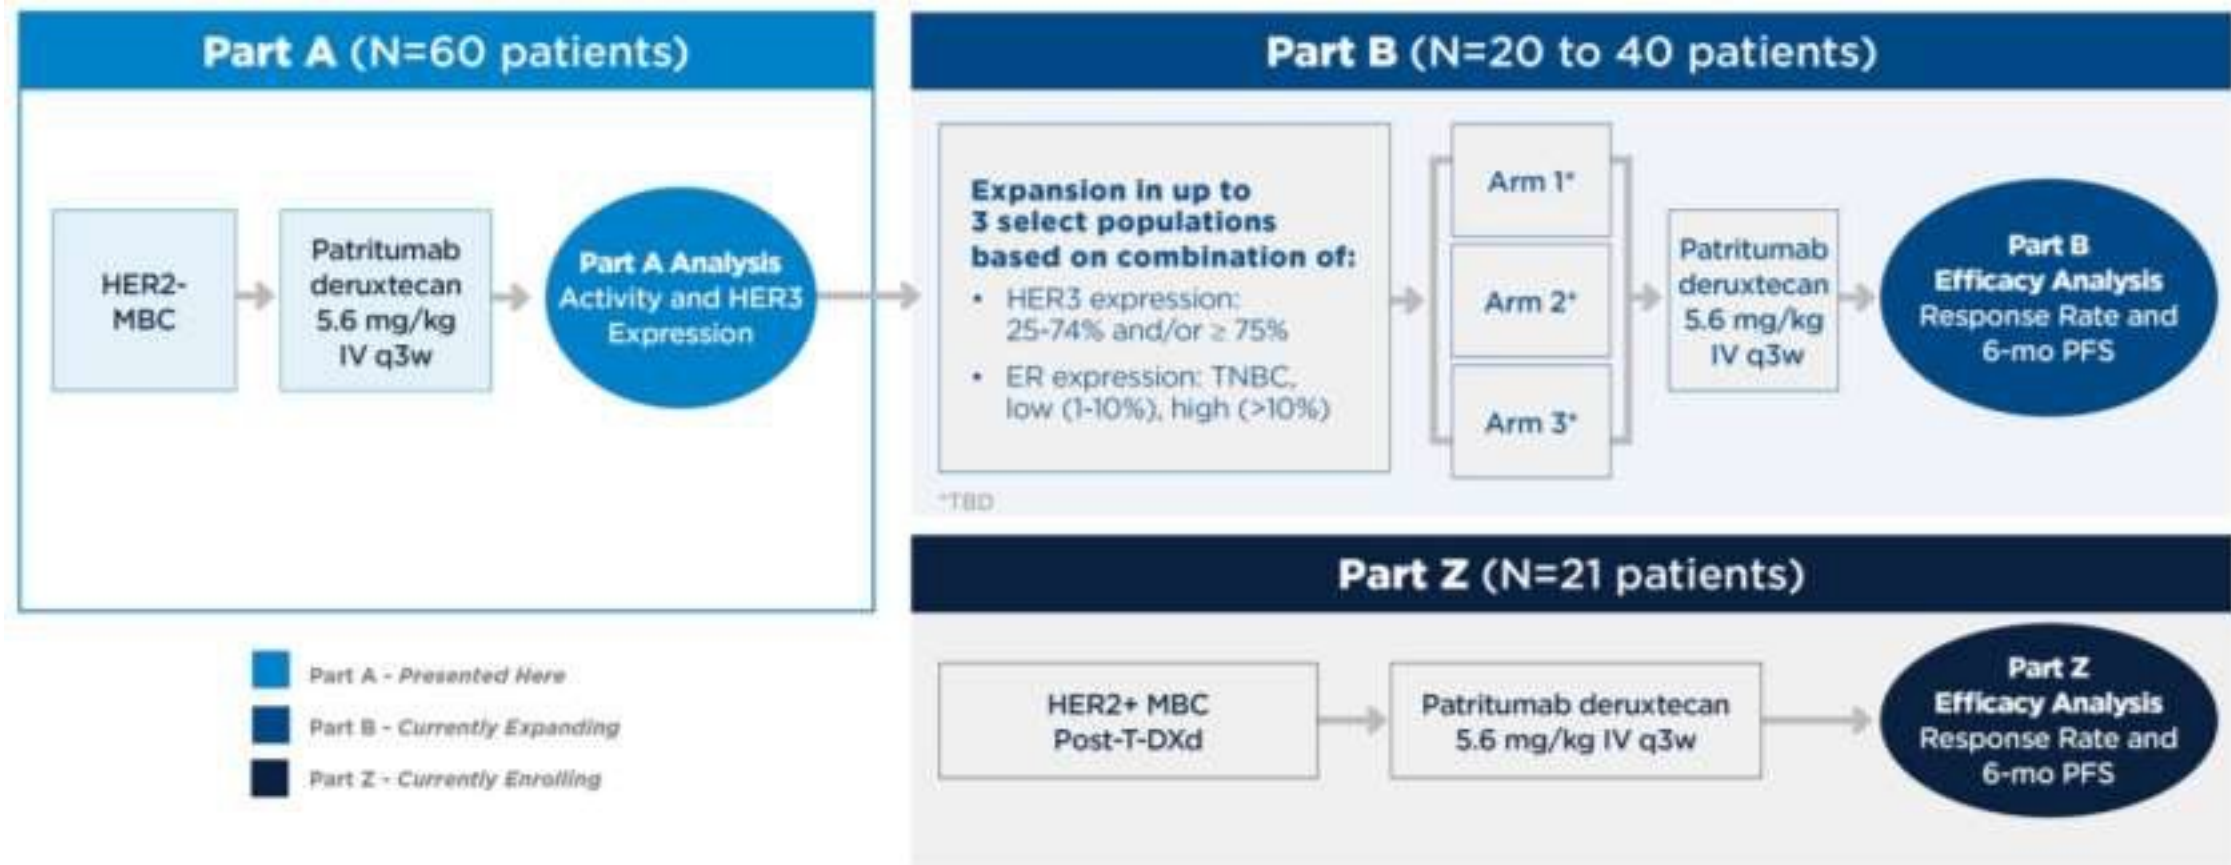 Part A (N=60 patients)
HER2-
MBC
Patritumab
deruxtecan
5.6 mg/kg
IV q3w
Part A Analysis
Activity and HER3
Expression
Part B (N=20 to 40 patients)
Expansion in up to
3 select populations
based on combination of:
• HER3 expression:
25-74% and/or ≥ 75%
• ER expression: TNBC,
low (1-10%), high (>10%)
*TBD
Arm 1*
Arm 2*
Arm 3*
Patritumab
deruxtecan
5.6 mg/kg
IV q3w
Part B
Efficacy Analysis
Response Rate and
6-mo PFS
Part Z (N=21 patients)
HER2+ MBC
Post-T-DXd
Patritumab deruxtecan
5.6 mg/kg IV q3w
Part Z
Efficacy Analysis
Response Rate and
6-mo PFS
Part A - Presented Here
Part B - Currently Expanding
Part Z - Currently Enrolling